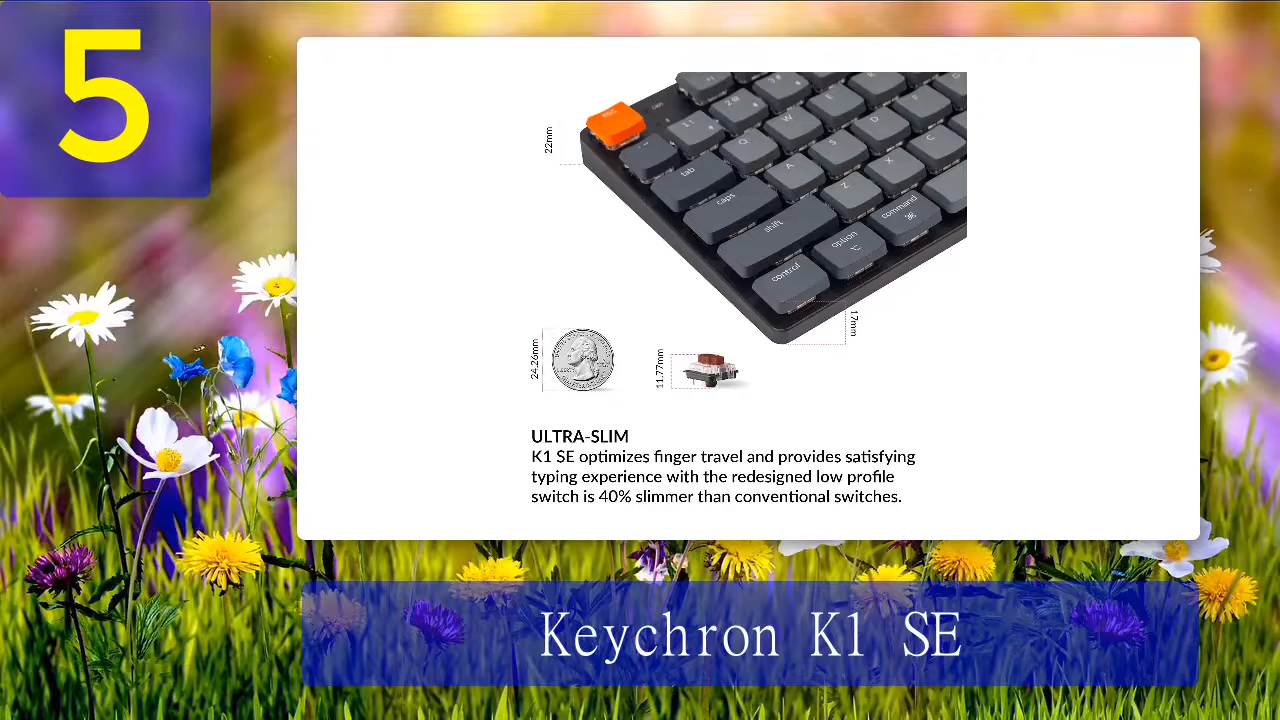 5
esc
caps
22mm
tab
Q
W
E
R
caps
A
S
D
F
shift
Z
X
C
control
option
command
⌘
17mm
24.26mm
11.77mm
ULTRA-SLIM
K1 SE optimizes finger travel and provides satisfying
typing experience with the redesigned low profile
switch is 40% slimmer than conventional switches.
Keychron K1 SE